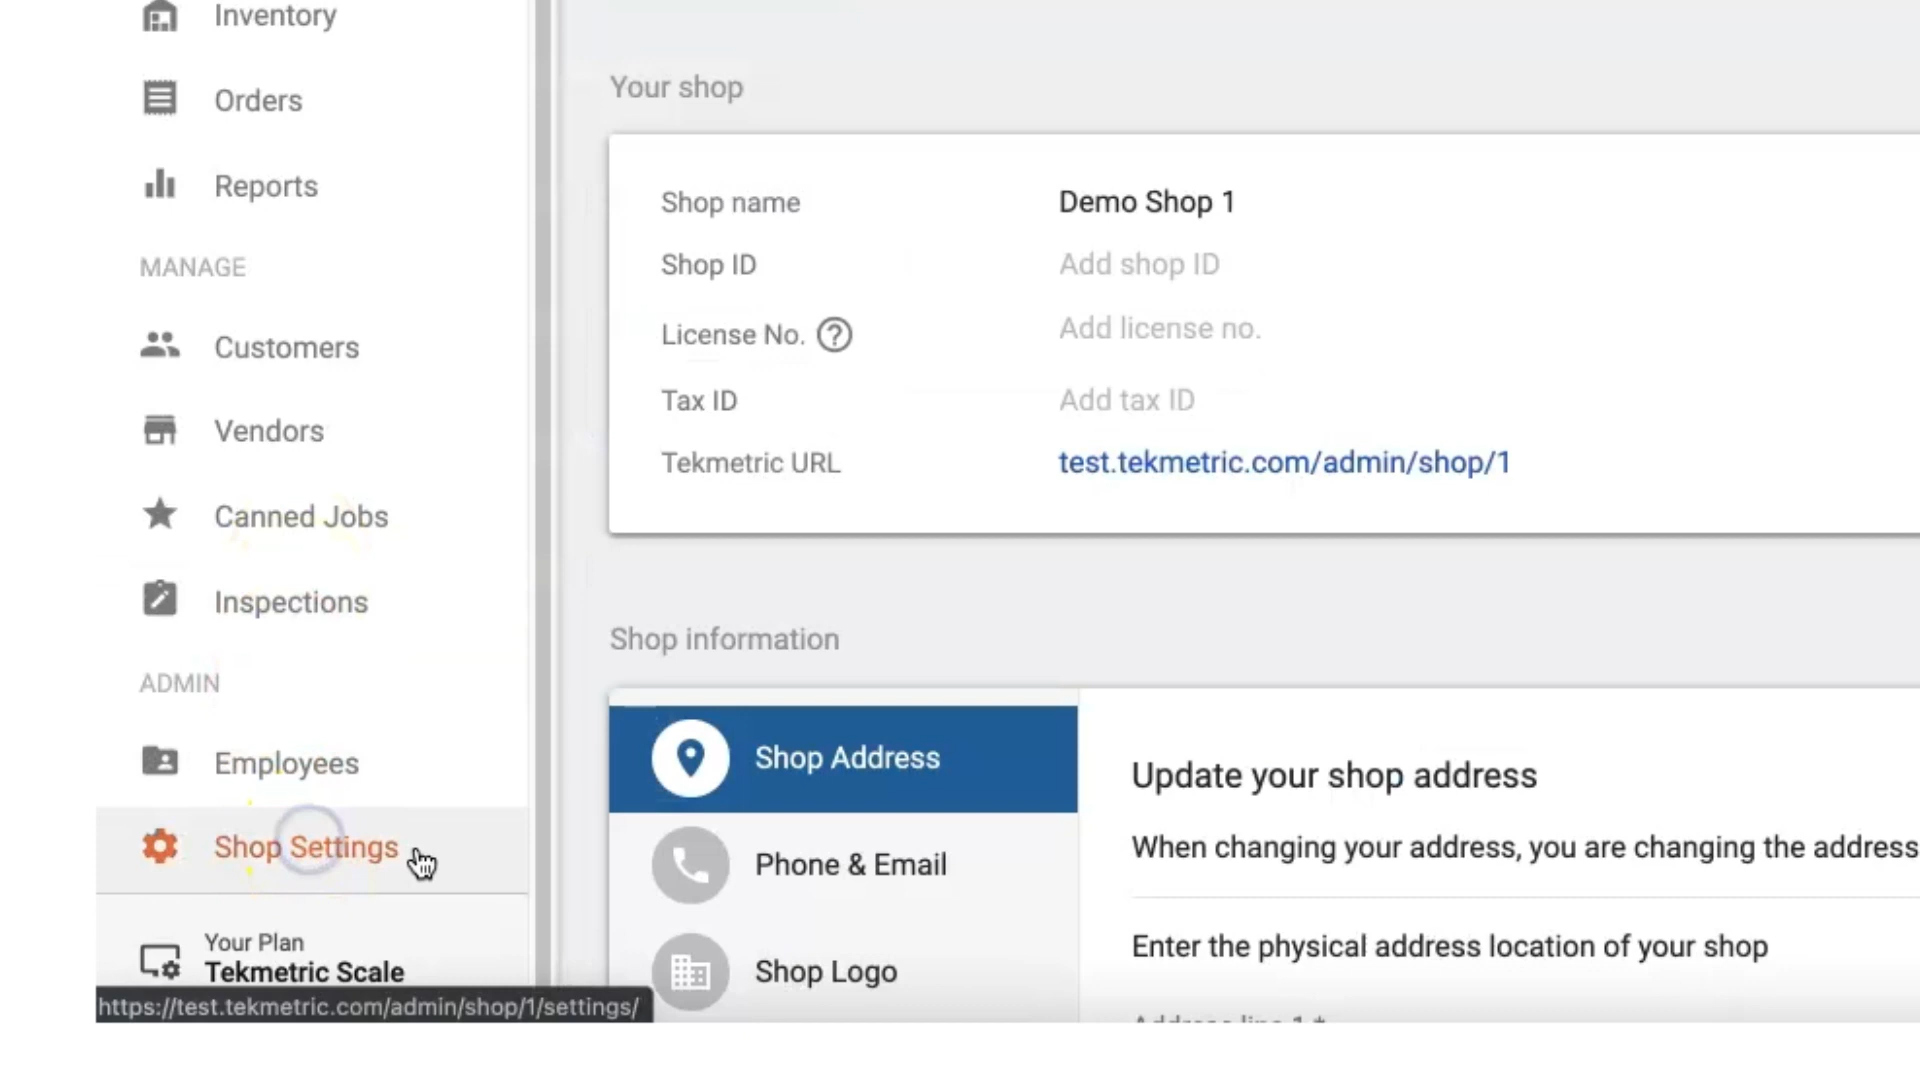 Inventory
Orders
Reports
MANAGE
Customers
Vendors
Canned Jobs
Inspections
ADMIN
Employees
Shop Settings
Your Plan
Tekmetric Scale
https://test.tekmetric.com/admin/shop/1/settings/
Your shop
Shop name Demo Shop 1
Shop ID Add shop ID
License No. ? Add license no.
Tax ID Add tax ID
Tekmetric URL test.tekmetric.com/admin/shop/1
Shop information
Shop Address
Phone & Email
Shop Logo
Update your shop address
When changing your address, you are changing the address
Enter the physical address location of your shop
Address line 1 *